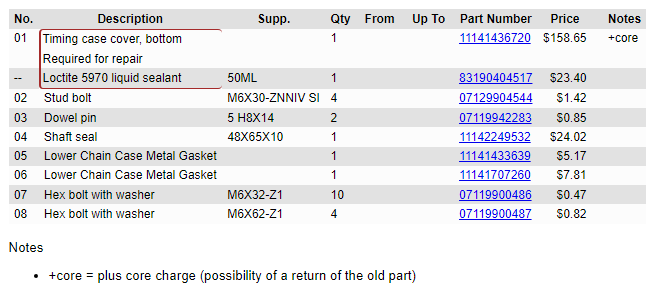 No. Description Supp. Qty From Up To Part Number Price Notes
01 Timing case cover, bottom 1 11141436720 $158.65 +core
Required for repair
-- Loctite 5970 liquid sealant 50ML 1 83190404517 $23.40
02 Stud bolt M6X30-ZNNIV SI 4 07129904544 $1.42
03 Dowel pin 5 H8X14 2 07119942283 $0.85
04 Shaft seal 48X65X10 1 11142249532 $24.02
05 Lower Chain Case Metal Gasket 1 11141433639 $5.17
06 Lower Chain Case Metal Gasket 1 11141707260 $7.81
07 Hex bolt with washer M6X32-Z1 10 07119900486 $0.47
08 Hex bolt with washer M6X62-Z1 4 07119900487 $0.82
Notes
• +core = plus core charge (possibility of a return of the old part)